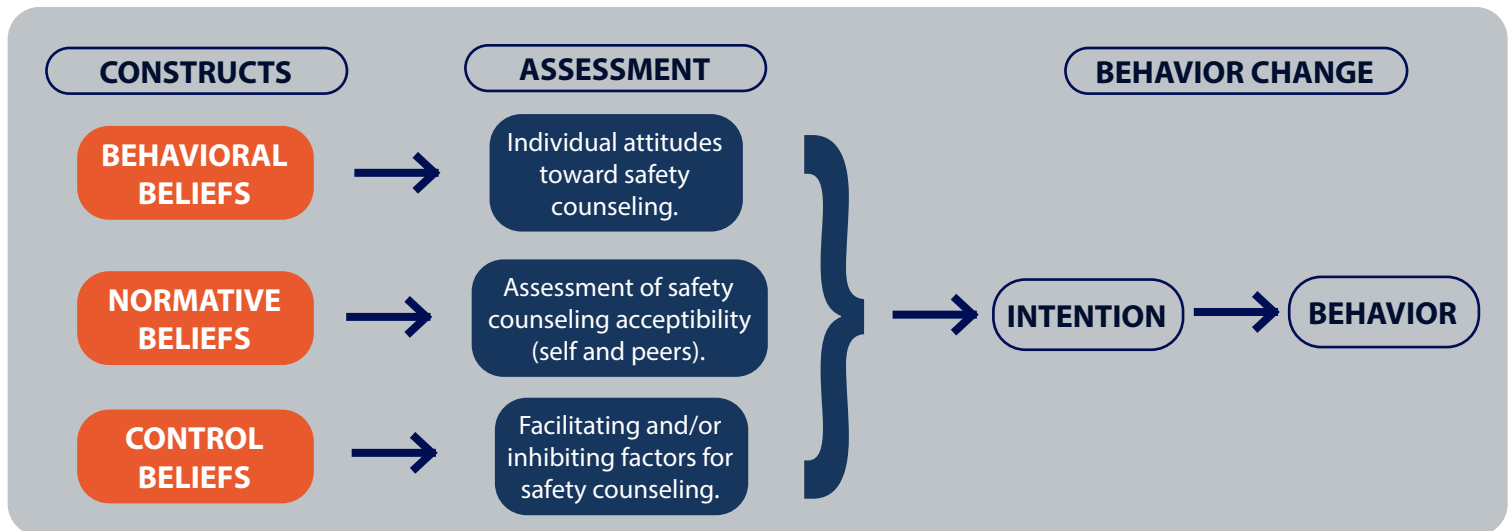 CONSTRUCTS
ASSESSMENT
BEHAVIOR CHANGE
BEHAVIORAL
BELIEFS
Individual attitudes
toward safety
counseling.
NORMATIVE
BELIEFS
Assessment of safety
counseling acceptibility
(self and peers).
CONTROL
BELIEFS
Facilitating and/or
inhibiting factors for
safety counseling.
INTENTION
BEHAVIOR